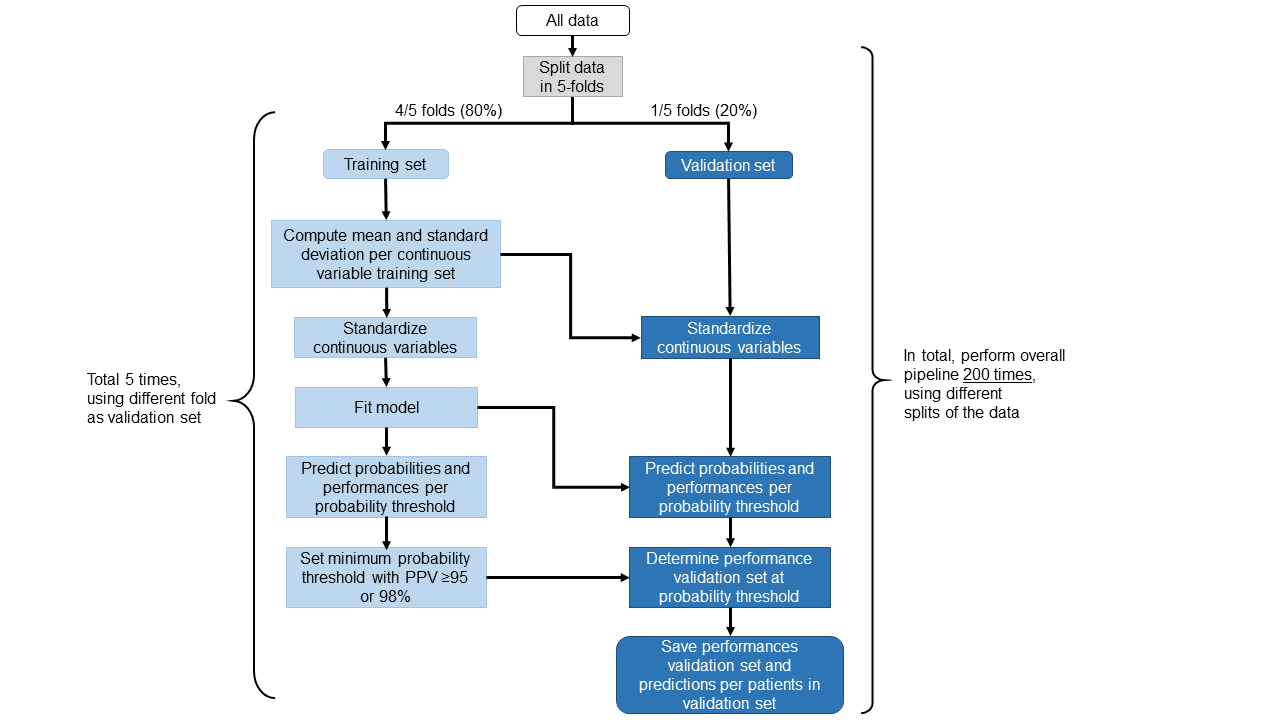 All data
Split data
in 5-folds
4/5 folds (80%)
1/5 folds (20%)
Training set
Validation set
Compute mean and standard
deviation per continuous
variable training set
Standardize
continuous variables
Standardize
continuous variables
Total 5 times,
using different fold
as validation set
In total, perform overall
pipeline 200 times,
using different
splits of the data
Fit model
Predict probabilities and
performances per
probability threshold
Predict probabilities and
performances per
probability threshold
Set minimum probability
threshold with PPV ≥95
or 98%
Determine performance
validation set at
probability threshold
Save performances
validation set and
predictions per patients in
validation set